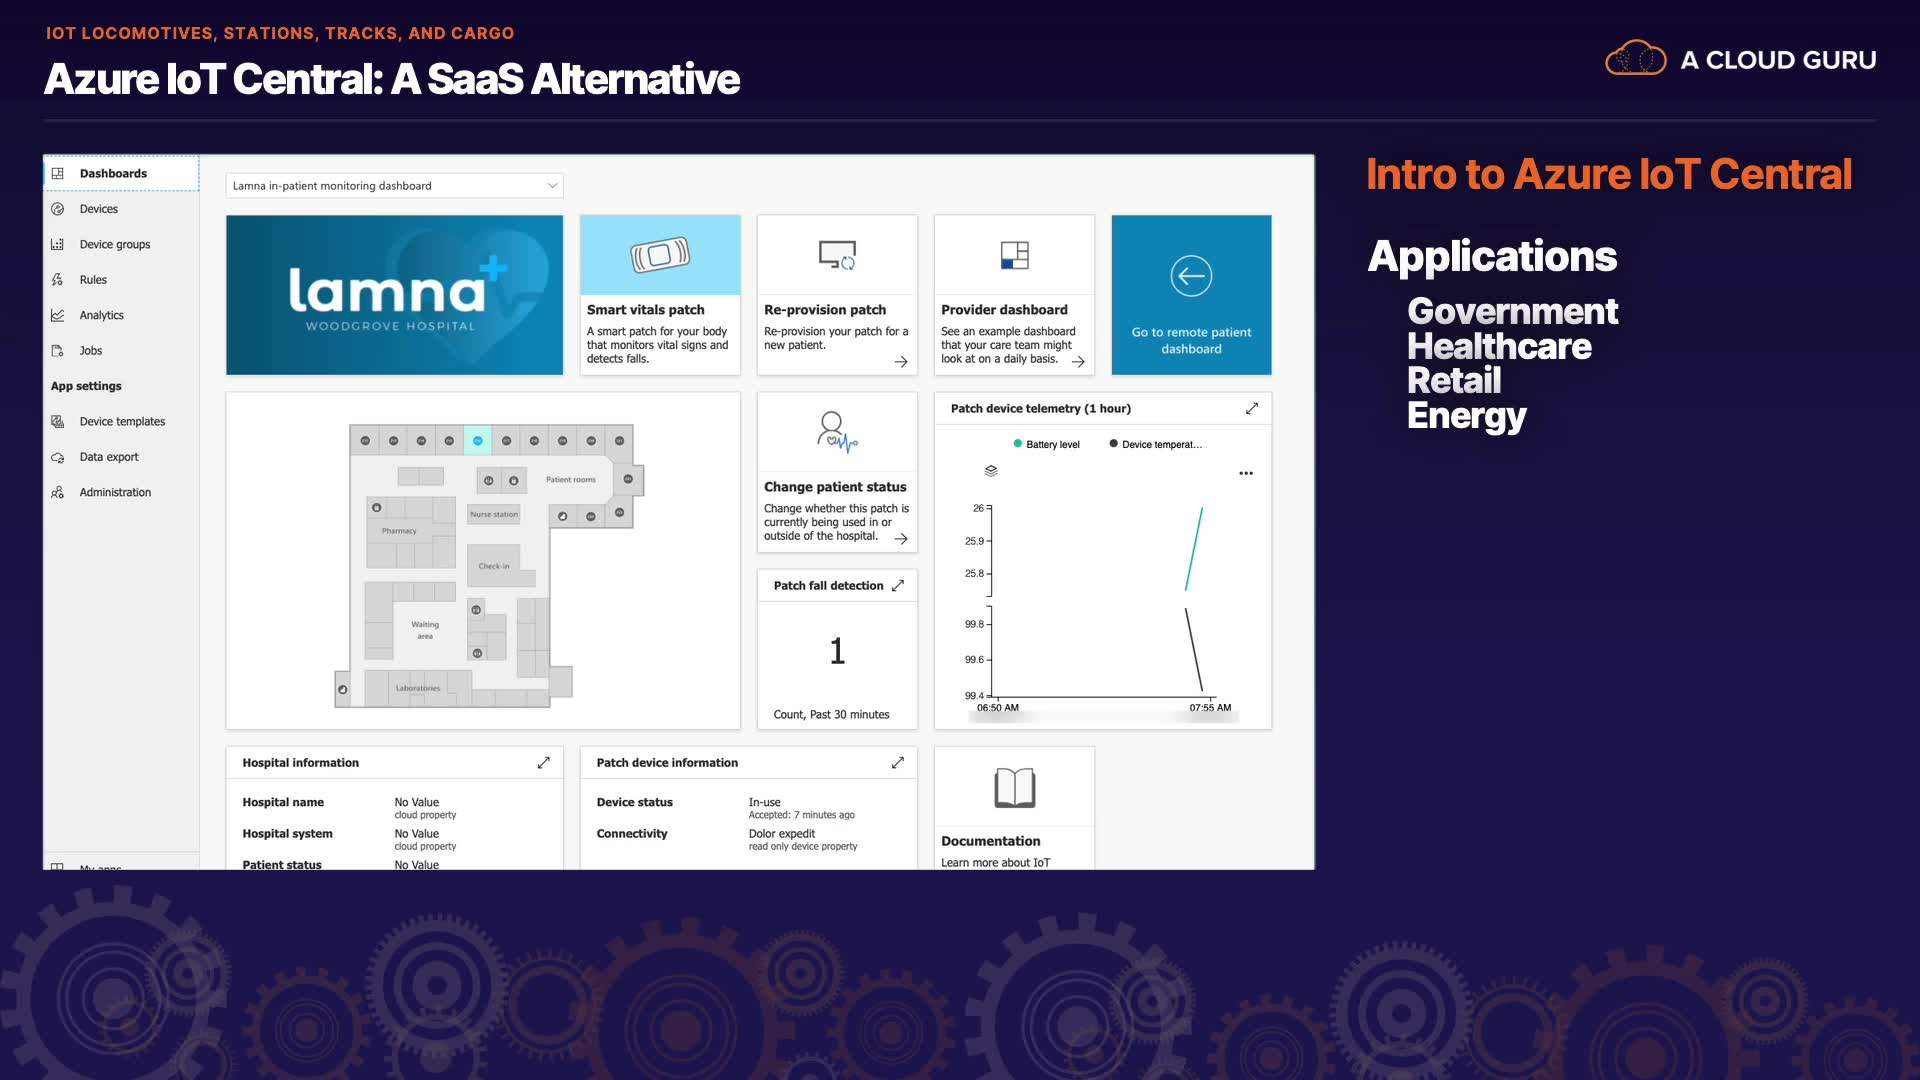 IOT LOCOMOTIVES, STATIONS, TRACKS, AND CARGO
Azure IoT Central: A SaaS Alternative
A CLOUD GURU
Dashboards
Devices
Device groups
Rules
Analytics
Jobs
App settings
Device templates
Data export
Administration
My apps
Lamna in-patient monitoring dashboard
lamna
WOODGROVE HOSPITAL
Smart vitals patch
A smart patch for your body
that monitors vital signs and
detects falls.
Re-provision patch
Re-provision your patch for a
new patient.
Provider dashboard
See an example dashboard
that your care team might
look at on a daily basis.
Go to remote patient
dashboard
Patient rooms
Nurse station
Pharmacy
Check-in
Waiting
area
Laboratories
Change patient status
Change whether this patch is
currently being used in or
outside of the hospital.
Patch fall detection
1
Count, Past 30 minutes
Patch device telemetry (1 hour)
Battery level
Device temperat...
26
25.9
25.8
99.8
99.6
99.4
06:50 AM
07:55 AM
Hospital information
Hospital name
No Value
cloud property
Hospital system
No Value
cloud property
Patient status
No Value
Patch device information
Device status
In-use
Accepted: 7 minutes ago
Connectivity
Dolor expedit
read only device property
Documentation
Learn more about IoT
Intro to Azure IoT Central
Applications
Government
Healthcare
Retail
Energy